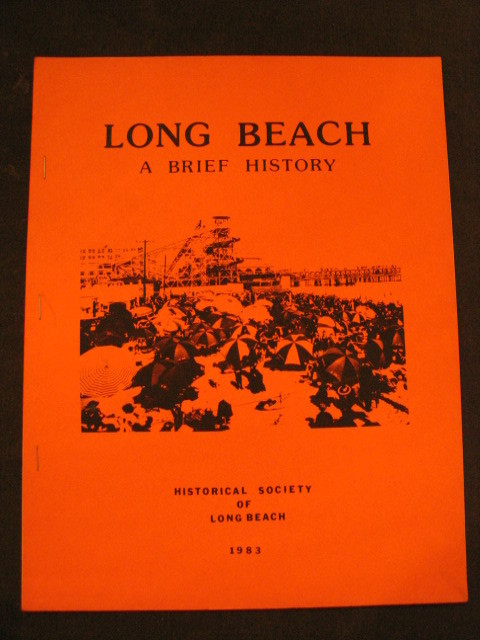 LONG BEACH
A BRIEF HISTORY
HISTORICAL SOCIETY
OF
LONG BEACH
1983